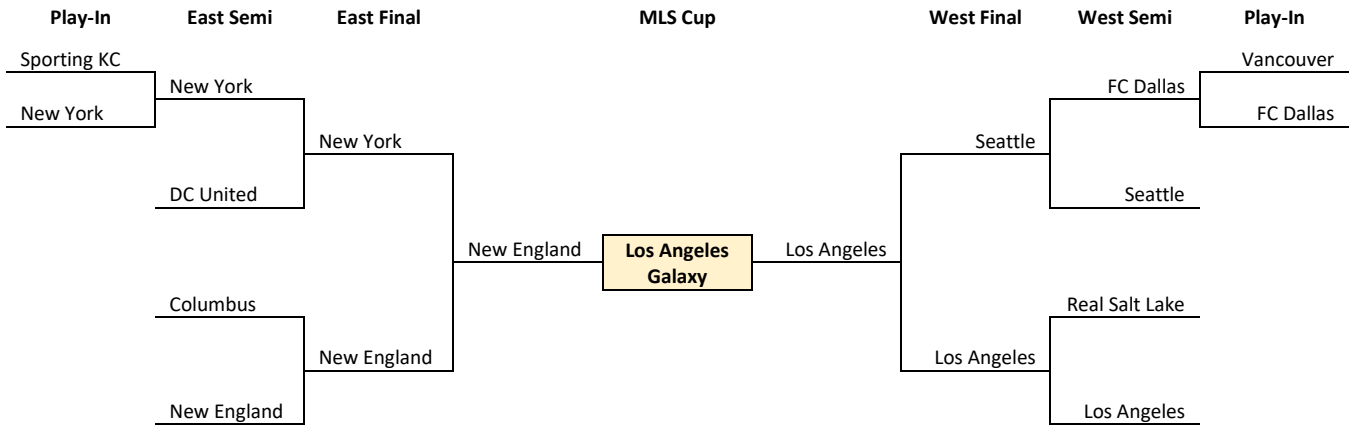 Play-In East Semi East Final MLS Cup West Final West Semi Play-In
Sporting KC Vancouver
New York FC Dallas
New York FC Dallas
New York Seattle
DC United Seattle
New England Los Angeles Los Angeles
Galaxy
Columbus Real Salt Lake
New England Los Angeles
New England Los Angeles